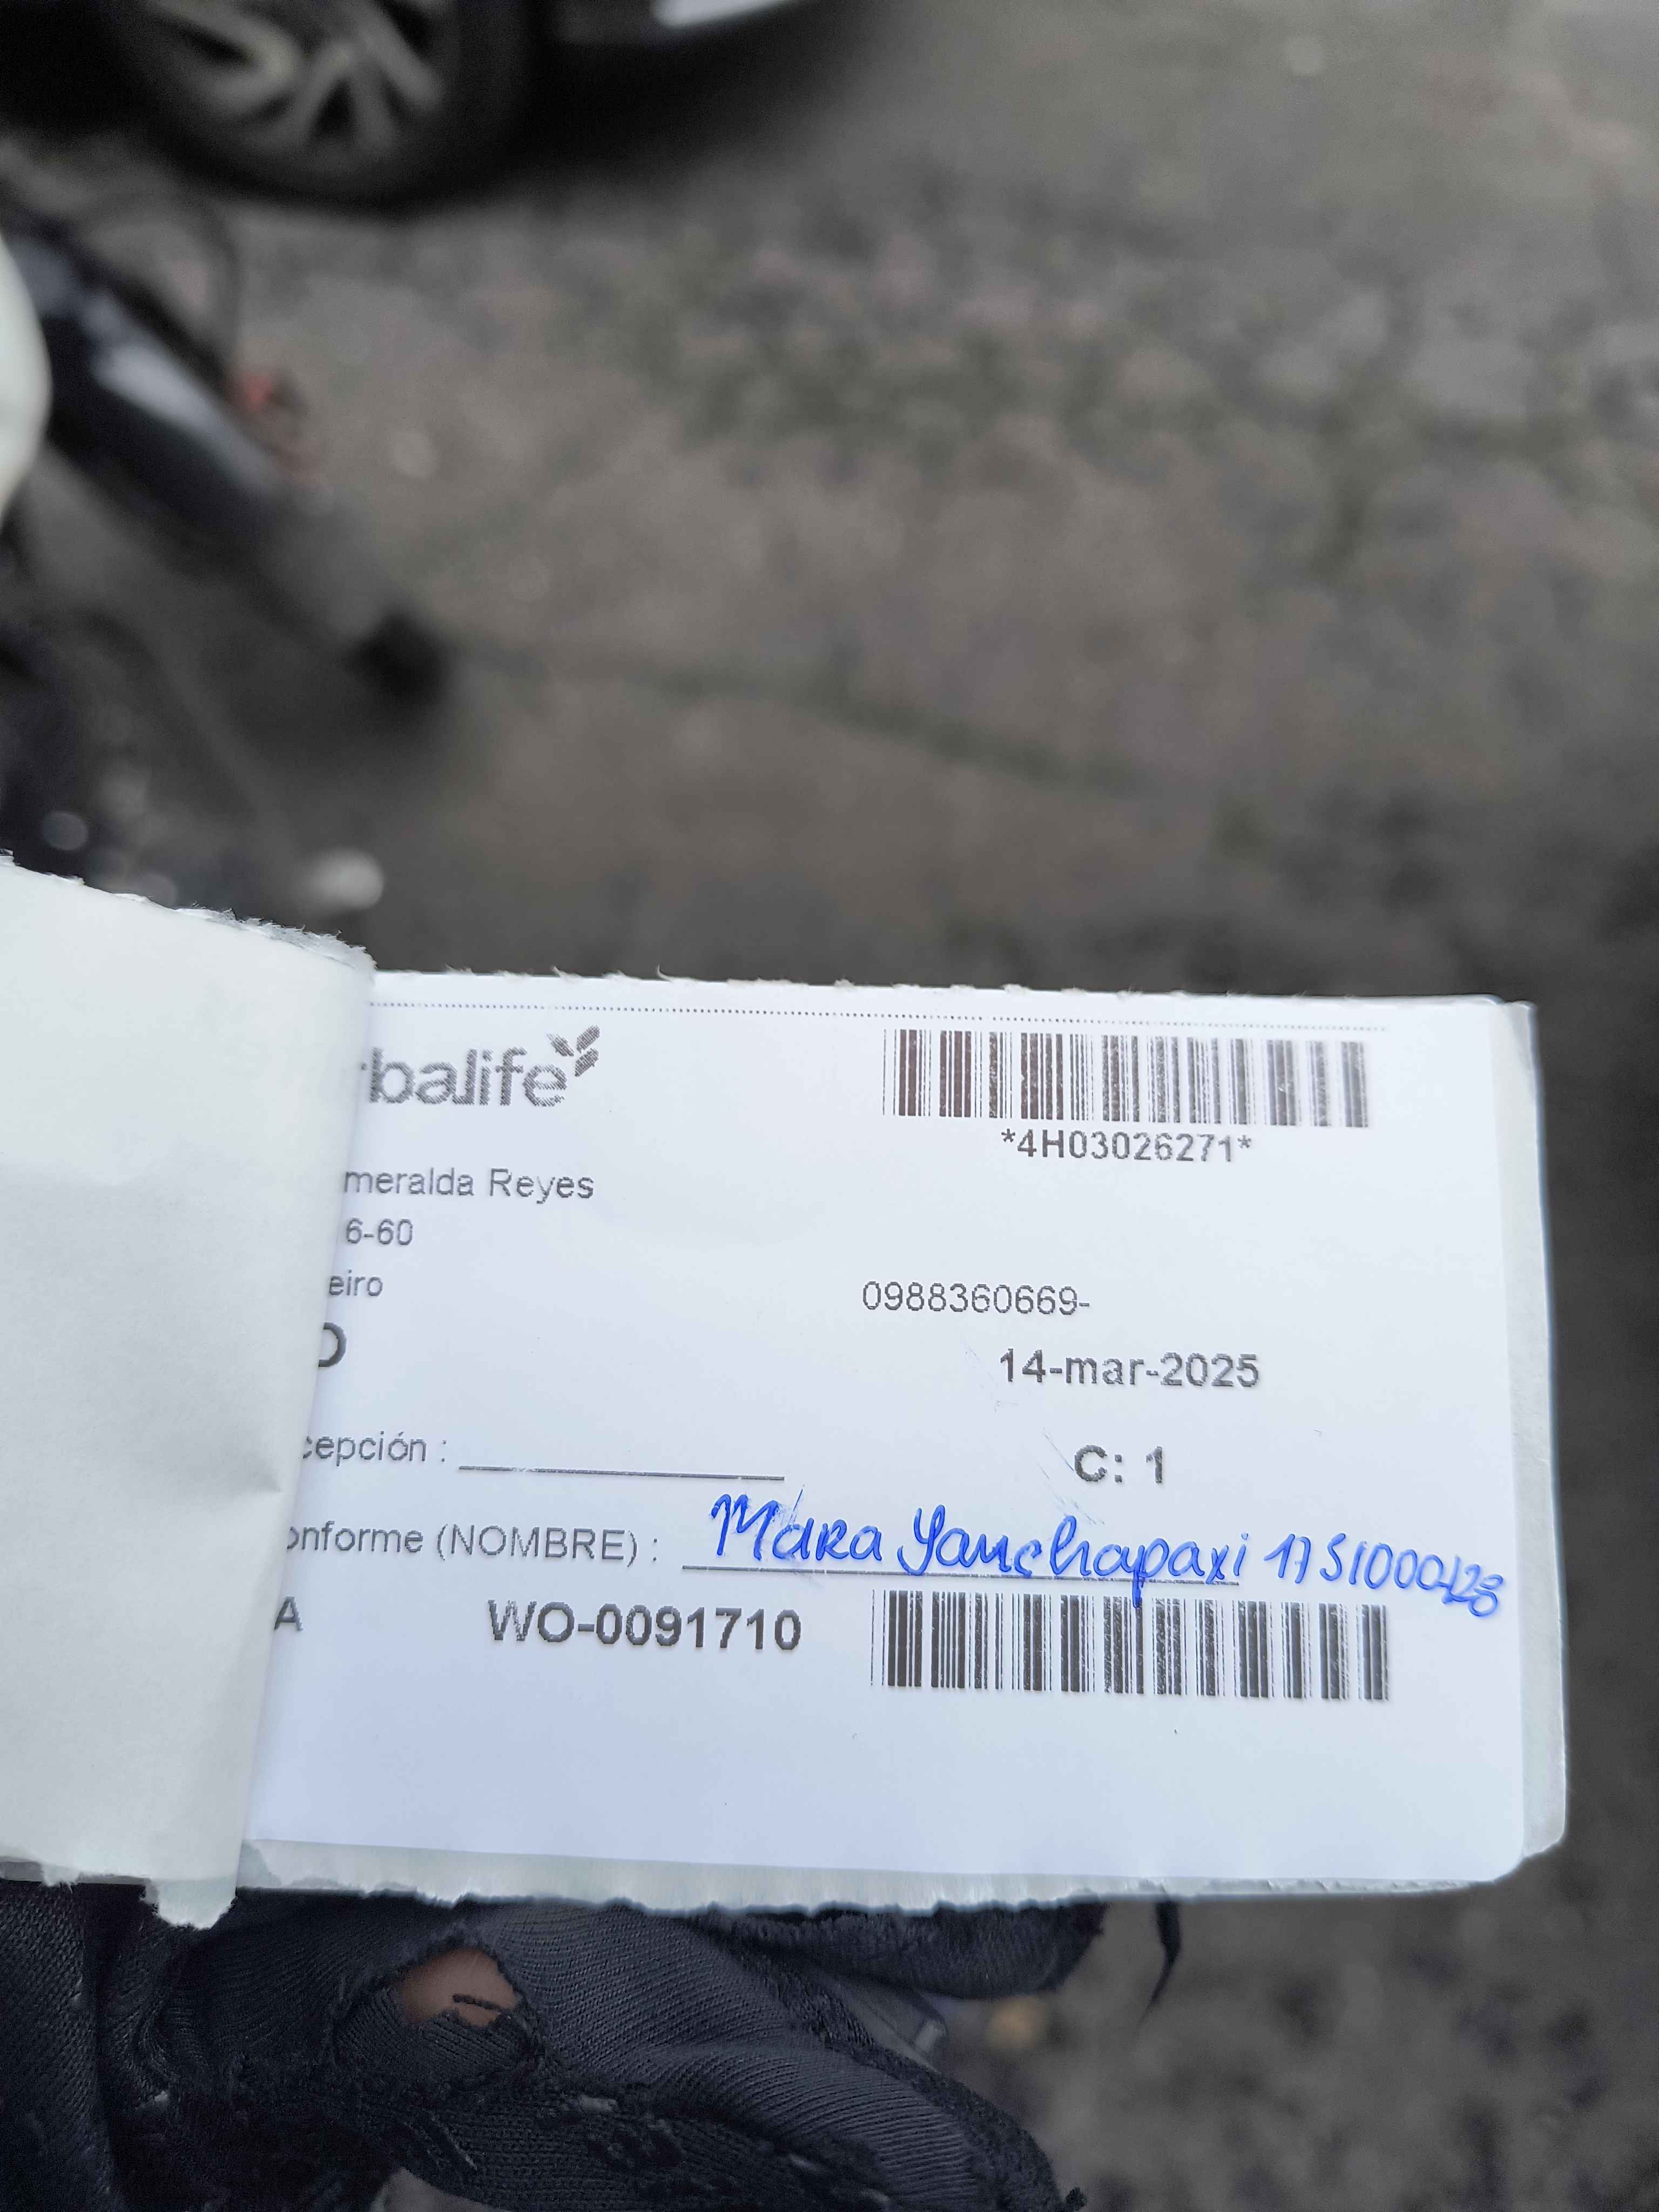 rbalife
*4H03026271*
meralda Reyes
6-60
eiro
0988360669-
O
14-mar-2025
cepción : ____________
C: 1
onforme (NOMBRE) : Mara Yanchapaxi
A WO-0091710